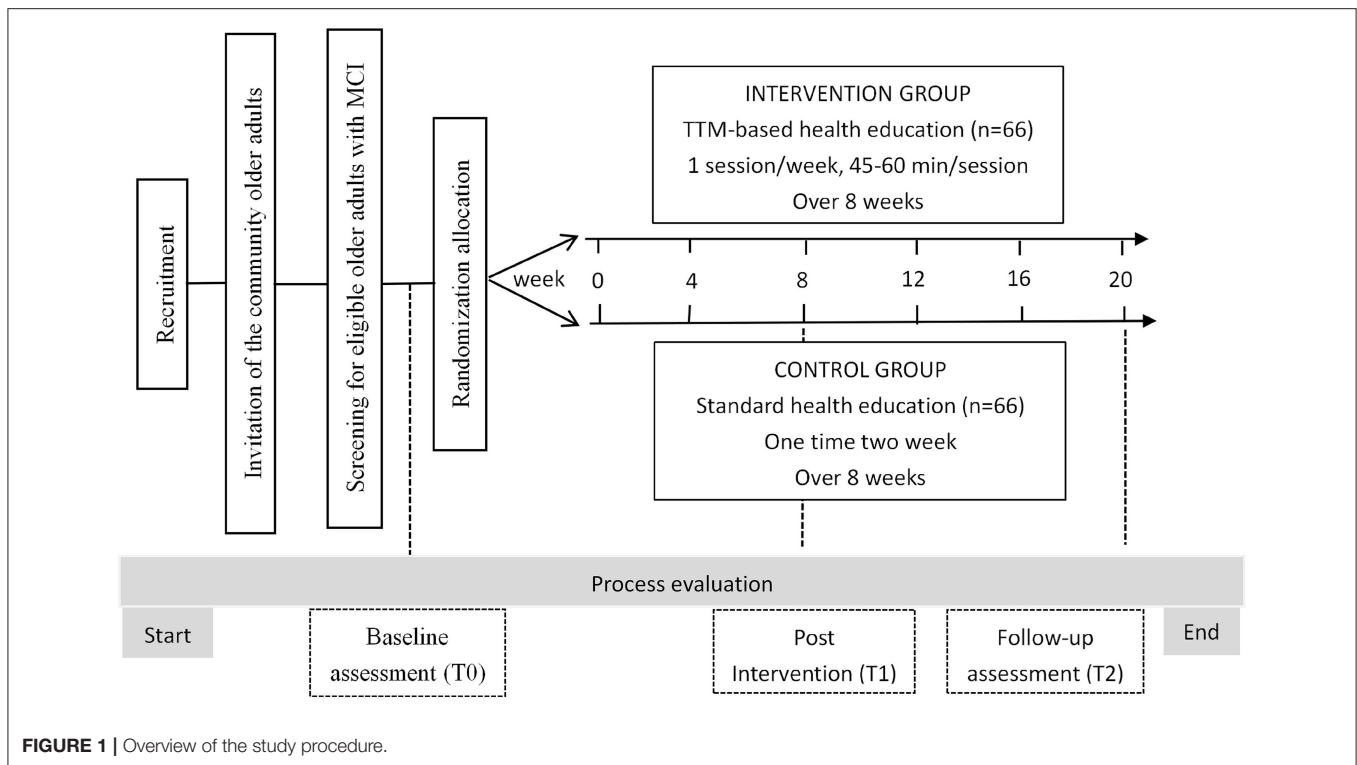 Recruitment
Invitation of the community older adults
Screening for eligible older adults with MCI
Randomization allocation
INTERVENTION GROUP
TTM-based health education (n=66)
1 session/week, 45-60 min/session
Over 8 weeks
week 0 4 8 12 16 20
CONTROL GROUP
Standard health education (n=66)
One time two week
Over 8 weeks
Process evaluation
Start
Baseline
assessment (T0)
Post
Intervention (T1)
Follow-up
assessment (T2)
End
FIGURE 1 | Overview of the study procedure.